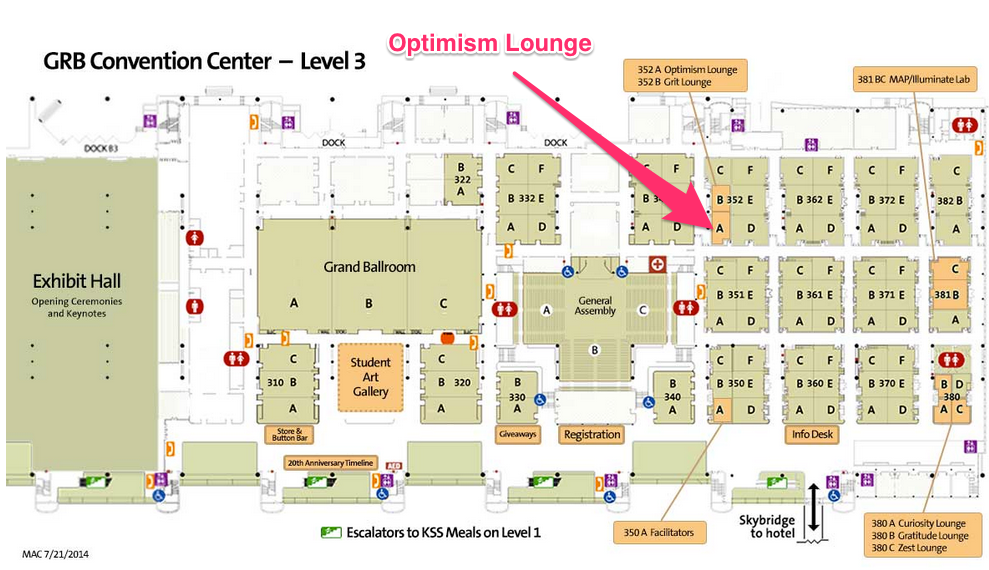 Optimism Lounge
GRB Convention Center – Level 3
352 A Optimism Lounge
352 B Grit Lounge
381 BC MAP/Illuminate Lab
DOCK B3
DOCK
DOCK
B
322
A
C F
B 332 E
A D
C F
B
A D
C F
B 352 E
A D
C F
B 362 E
A D
C F
B 372 E
A D
C
382 B
A
Exhibit Hall
Opening Ceremonies
and Keynotes
Grand Ballroom
A B C
General
Assembly
A C
B
C F
B 351 E
A D
C F
B 361 E
A D
C F
B 371 E
A D
C
381 B
A
C
310 B
A
Student
Art
Gallery
C
B 320
A
B
330
A
B
340
A
C F
B 350 E
A D
C F
B 360 E
A D
C F
B 370 E
A D
B D
380
A C
Store &
Button Bar
Giveaways
Registration
Info Desk
20th Anniversary Timeline
AED
Escalators to KSS Meals on Level 1
350 A Facilitators
Skybridge
to hotel
380 A Curiosity Lounge
380 B Gratitude Lounge
380 C Zest Lounge
MAC 7/21/2014